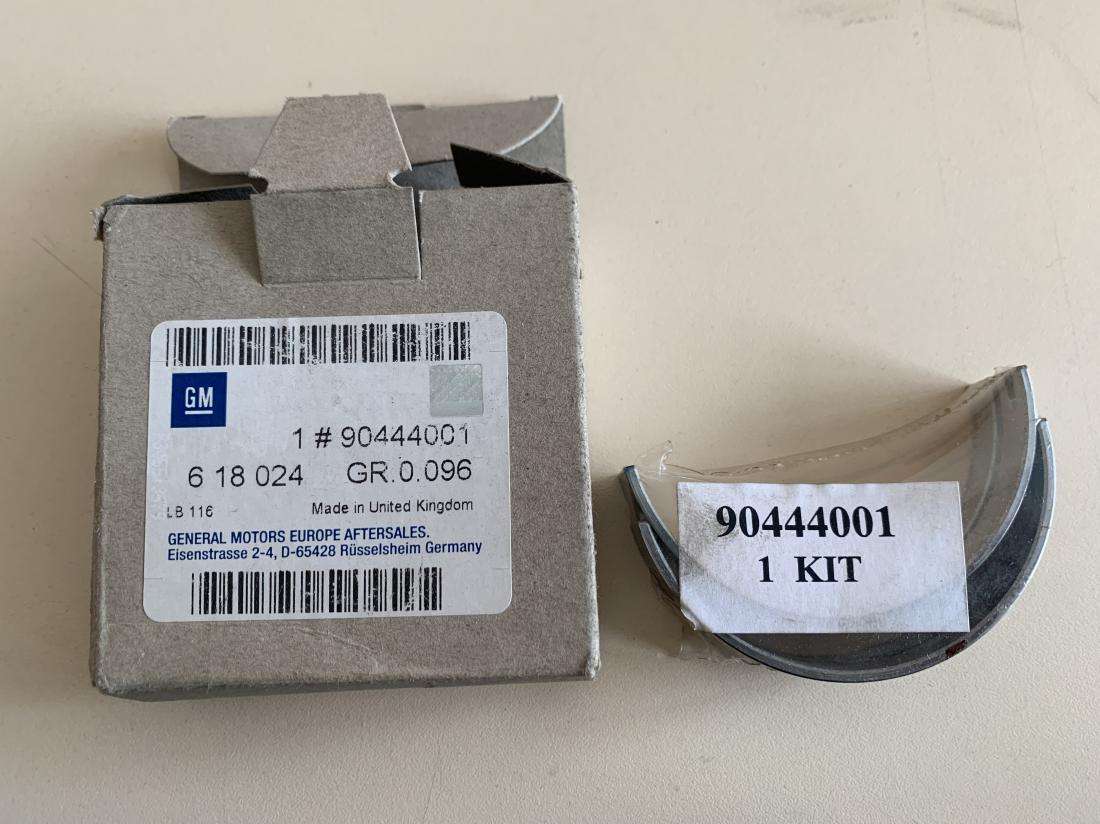 GM
1 # 90444001
6 18 024 GR.0.096
LB 116 Made in United Kingdom
GENERAL MOTORS EUROPE AFTERSALES.
Eisenstrasse 2-4, D-65428 Rüsselsheim Germany
90444001
1 KIT